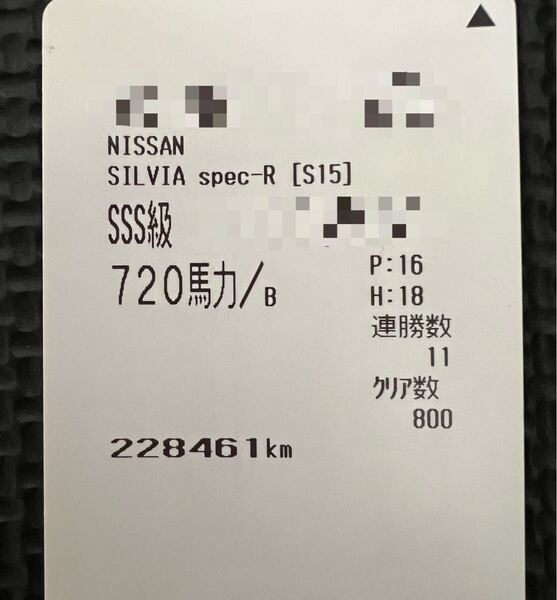 NISSAN
SILVIA spec-R [S15]
SSS級
720馬力/B
P:16
H:18
連勝数
11
ｸﾘｱ数
800
228461km